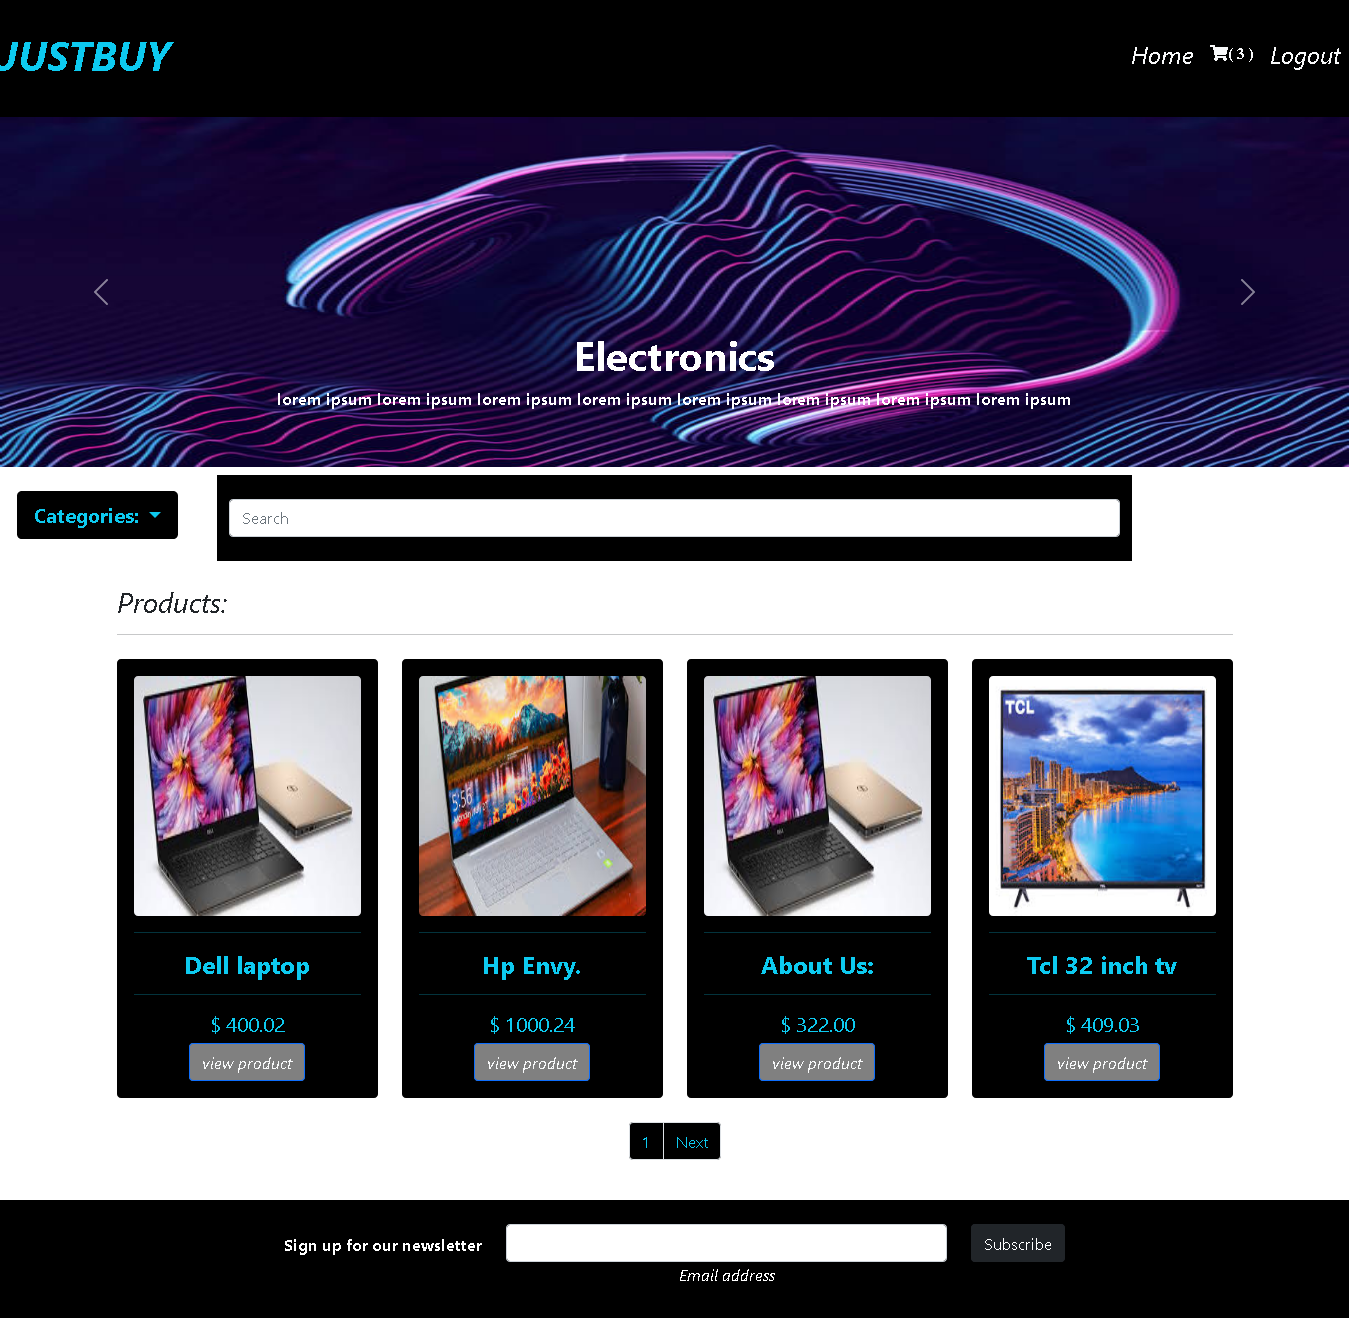 JUSTBUY
Home (3) Logout
Electronics
lorem ipsum lorem ipsum lorem ipsum lorem ipsum lorem ipsum lorem ipsum lorem ipsum lorem ipsum
Categories:
Search
Products:
TCL
5:56
Dell laptop
Hp Envy.
About Us:
Tcl 32 inch tv
$ 400.02
$ 1000.24
$ 322.00
$ 409.03
view product
view product
view product
view product
1 Next
Sign up for our newsletter
Subscribe
Email address